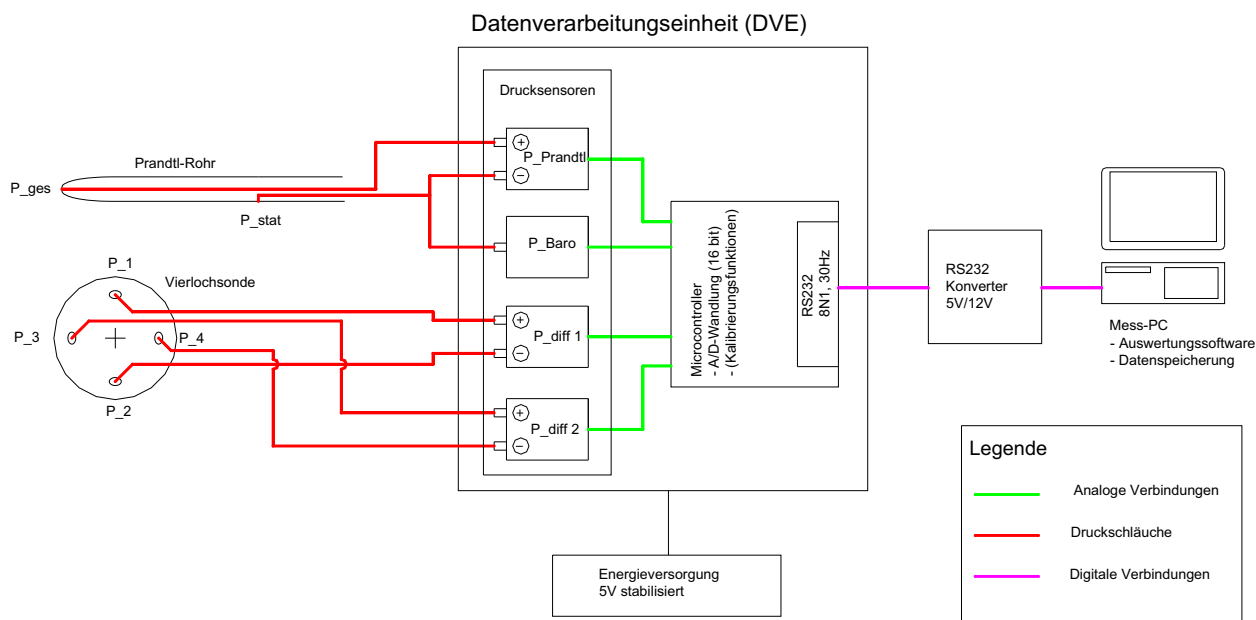 Datenverarbeitungseinheit (DVE)
Drucksensoren
Prandtl-Rohr
P_ges
P_stat
+
P_Prandtl
−
P_Baro
P_1
Vierlochsonde
P_3
P_4
P_2
+
P_diff 1
−
+
P_diff 2
−
Microcontroller
- A/D-Wandlung (16 bit)
- (Kalibrierungsfunktionen)
RS232
8N1, 30Hz
RS232
Konverter
5V/12V
Mess-PC
- Auswertungssoftware
- Datenspeicherung
Energieversorgung
5V stabilisiert
Legende
Analoge Verbindungen
Druckschläuche
Digitale Verbindungen